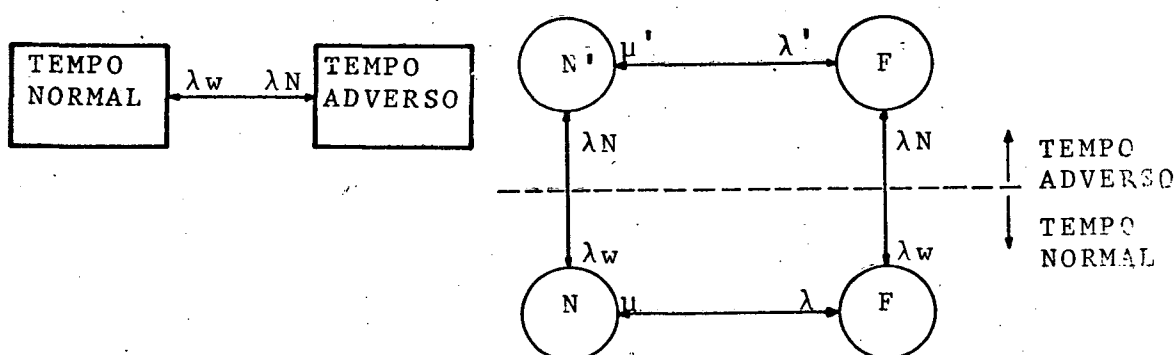 TEMPO
NORMAL
λw λN
TEMPO
ADVERSO
N'
μ' λ'
F
λN
λN
TEMPO
ADVERSO
TEMPO
NORMAL
λw
λw
N
μ λ
F